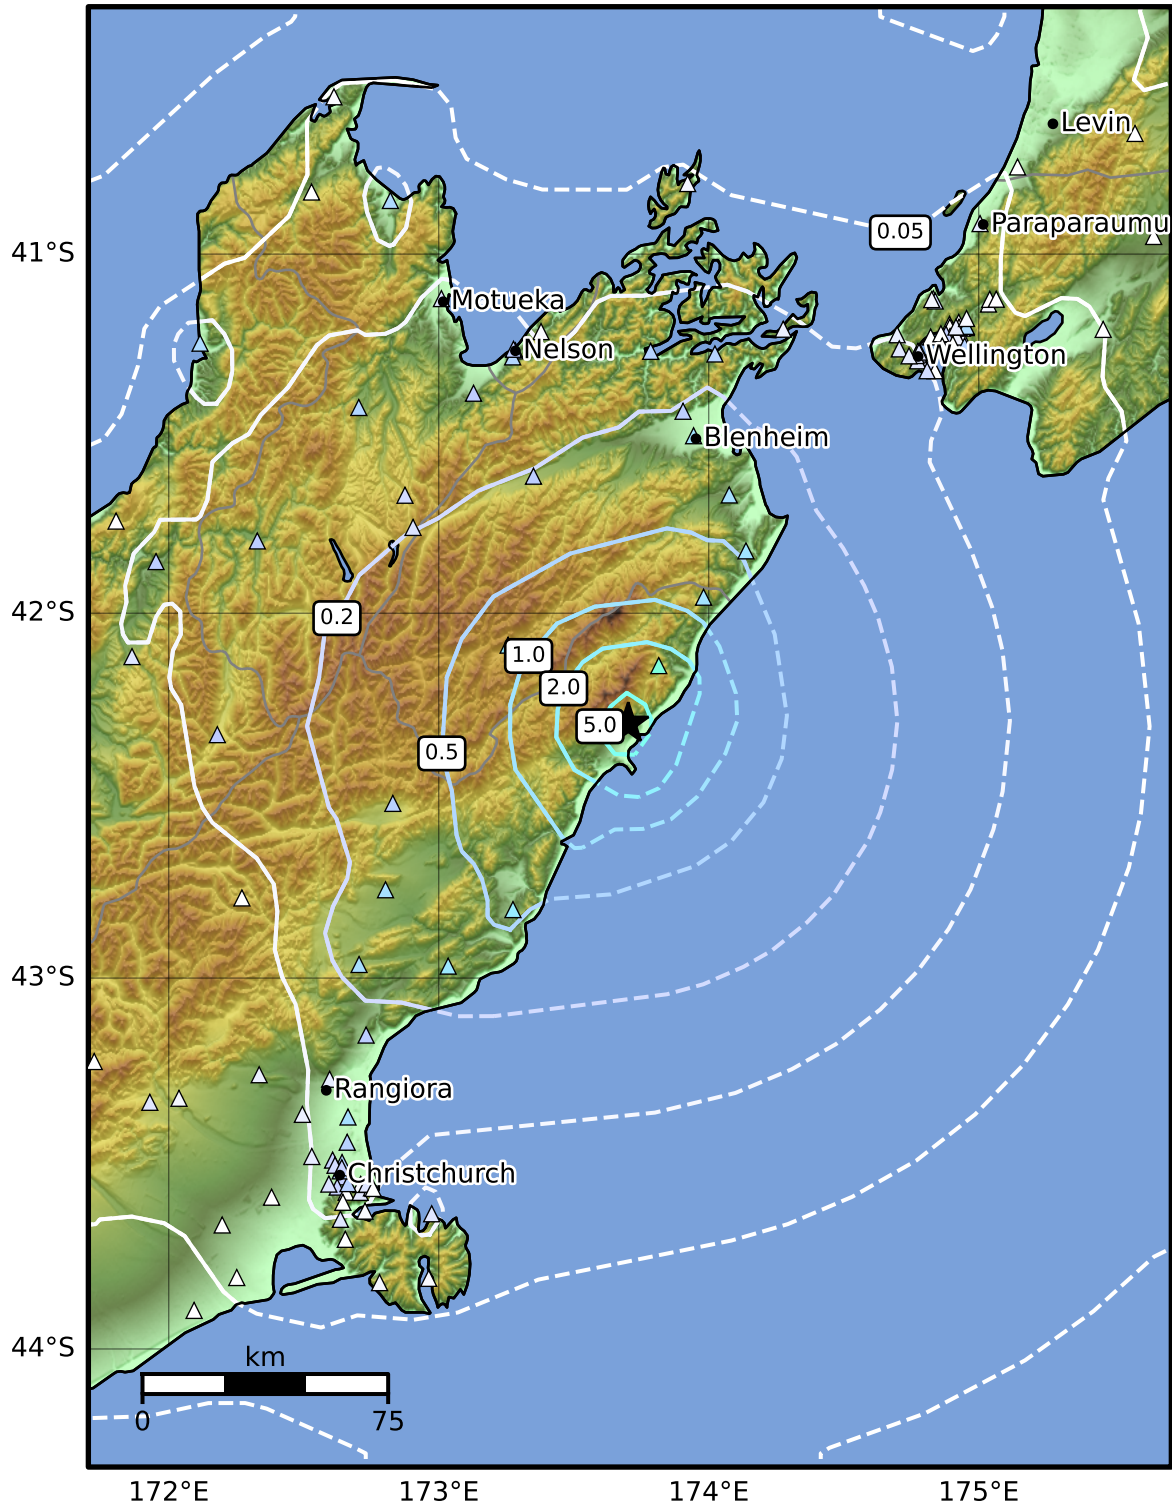 Levin
0.05
Paraparaumu
41°S
Motueka
Nelson
Wellington
Blenheim
42°S
0.2
1.0
2.0
5.0
0.5
43°S
Rangiora
Christchurch
44°S
km
0
75
172°E
173°E
174°E
175°E